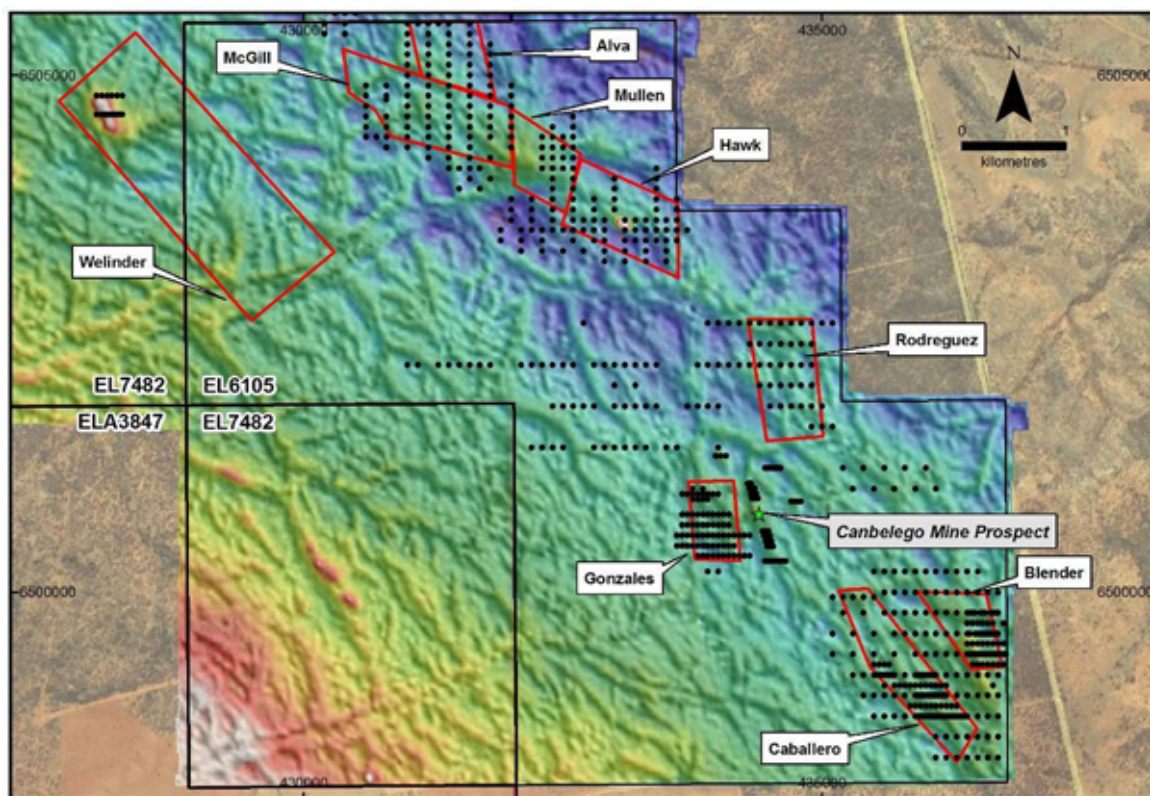 430000
435000
McGill
Alva
6505000
6505000
Mullen
N
0 1
kilometres
Hawk
Welinder
Rodreguez
EL7482
EL6105
ELA3847
EL7482
Canbelego Mine Prospect
Gonzales
Blender
6500000
6500000
Caballero
430000
435000